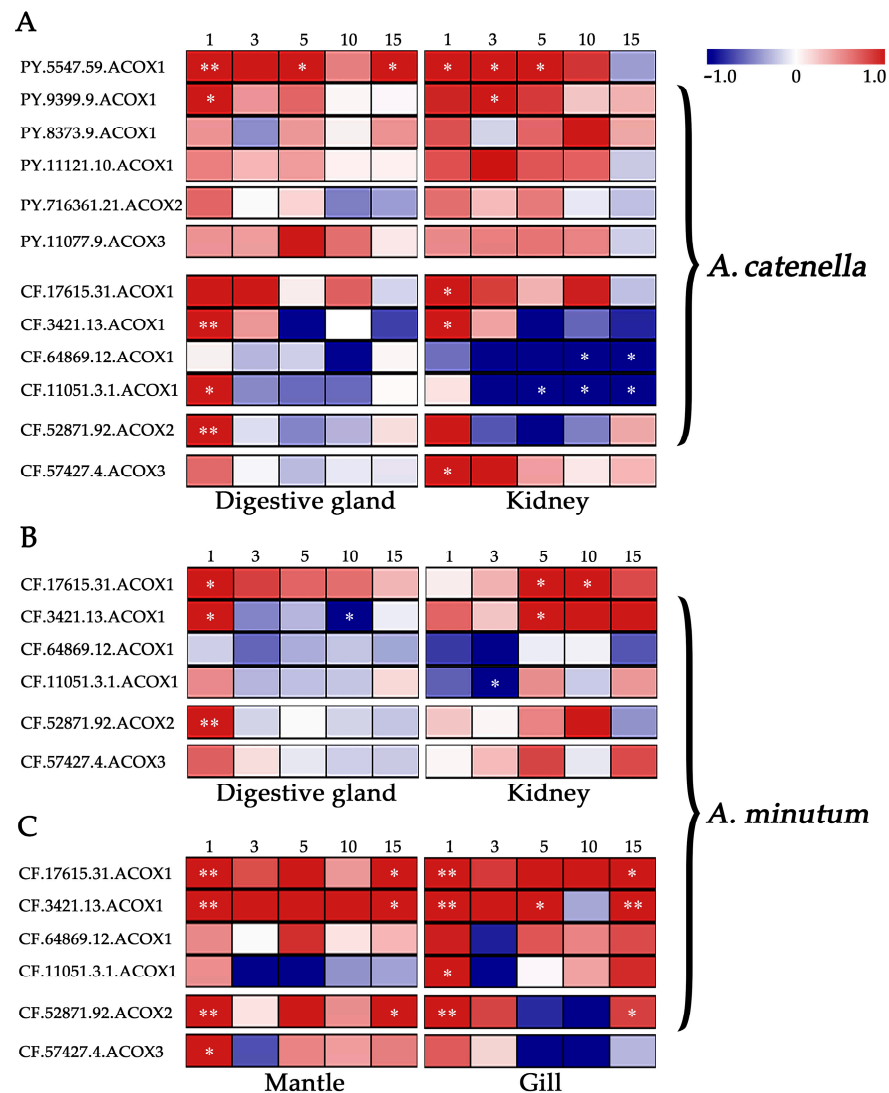 A
1 3 5 10 15 1 3 5 10 15
−1.0 0 1.0
PY.5547.59.ACOX1 ** * * * * *
PY.9399.9.ACOX1 * *
PY.8373.9.ACOX1
PY.11121.10.ACOX1
PY.716361.21.ACOX2
PY.11077.9.ACOX3
A. catenella
CF.17615.31.ACOX1 *
CF.3421.13.ACOX1 ** *
CF.64869.12.ACOX1 * *
CF.11051.3.1.ACOX1 * * * *
CF.52871.92.ACOX2 **
CF.57427.4.ACOX3 *
Digestive gland Kidney
B
1 3 5 10 15 1 3 5 10 15
CF.17615.31.ACOX1 * * *
CF.3421.13.ACOX1 * * *
CF.64869.12.ACOX1
CF.11051.3.1.ACOX1 *
CF.52871.92.ACOX2 **
CF.57427.4.ACOX3
Digestive gland Kidney
A. minutum
C
1 3 5 10 15 1 3 5 10 15
CF.17615.31.ACOX1 ** * ** *
CF.3421.13.ACOX1 ** * ** * **
CF.64869.12.ACOX1
CF.11051.3.1.ACOX1 *
CF.52871.92.ACOX2 ** * ** *
CF.57427.4.ACOX3 *
Mantle Gill